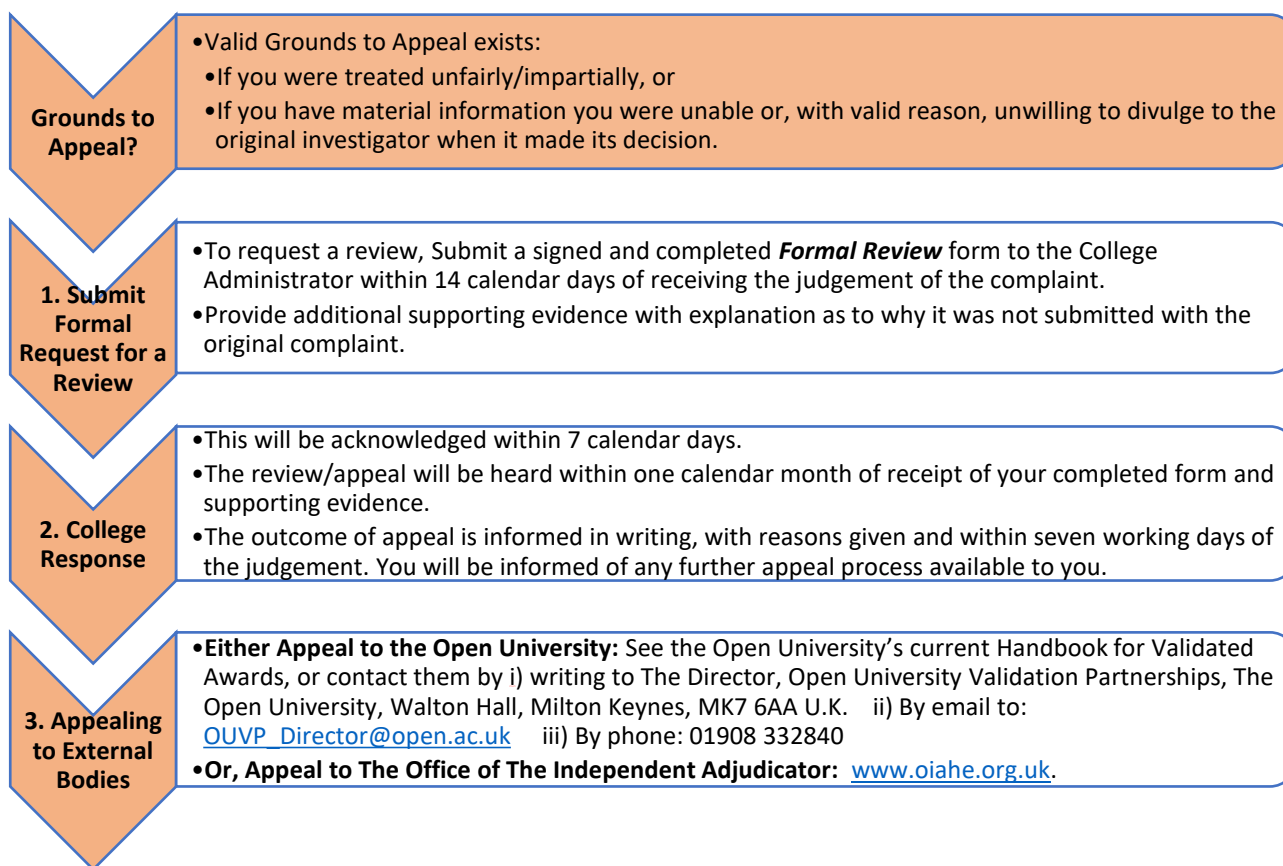 Grounds to
Appeal?
•Valid Grounds to Appeal exists:
•If you were treated unfairly/impartially, or
•If you have material information you were unable or, with valid reason, unwilling to divulge to the
original investigator when it made its decision.
1. Submit
Formal
Request for a
Review
•To request a review, Submit a signed and completed Formal Review form to the College
Administrator within 14 calendar days of receiving the judgement of the complaint.
•Provide additional supporting evidence with explanation as to why it was not submitted with the
original complaint.
2. College
Response
•This will be acknowledged within 7 calendar days.
•The review/appeal will be heard within one calendar month of receipt of your completed form and
supporting evidence.
•The outcome of appeal is informed in writing, with reasons given and within seven working days of
the judgement. You will be informed of any further appeal process available to you.
3. Appealing
to External
Bodies
•Either Appeal to the Open University: See the Open University’s current Handbook for Validated
Awards, or contact them by i) writing to The Director, Open University Validation Partnerships, The
Open University, Walton Hall, Milton Keynes, MK7 6AA U.K. ii) By email to:
OUVP_Director@open.ac.uk iii) By phone: 01908 332840
•Or, Appeal to The Office of The Independent Adjudicator: www.oiahe.org.uk.